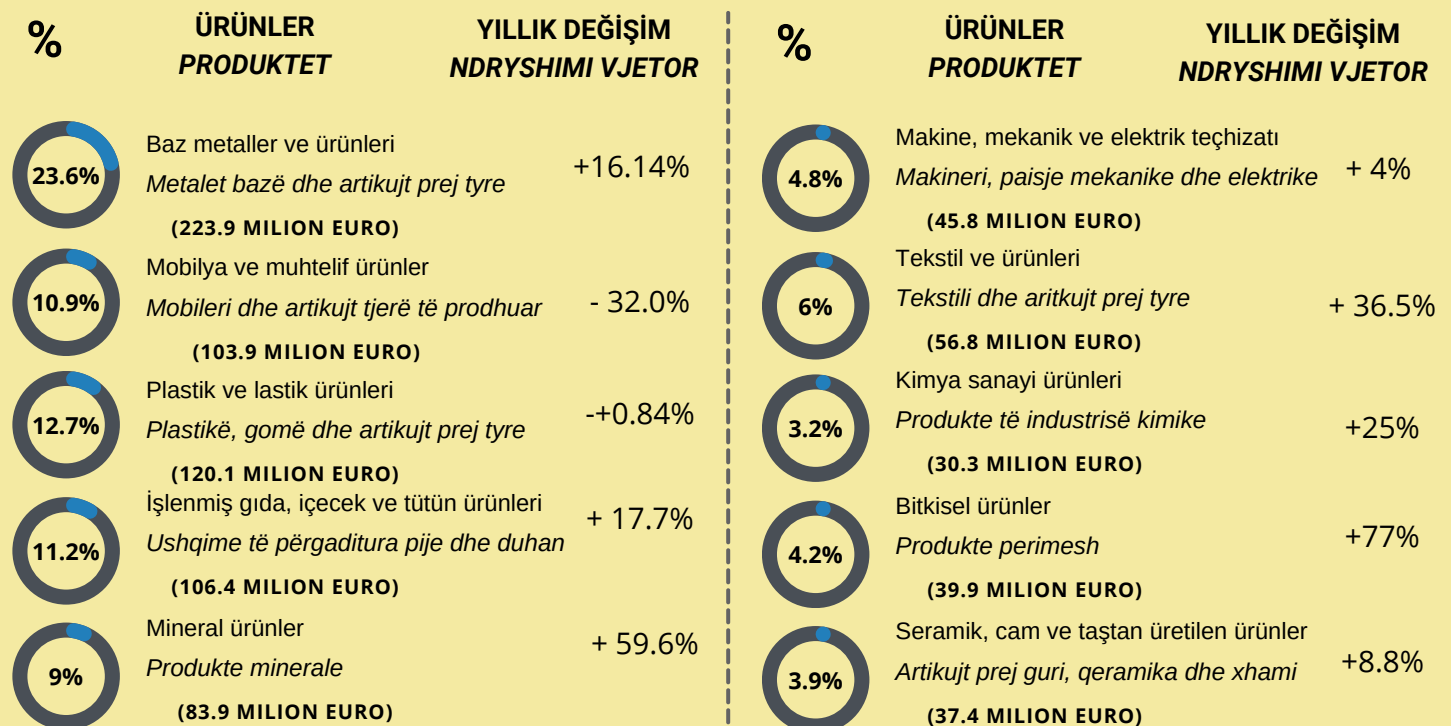 %
ÜRÜNLER
PRODUKTET
YILLIK DEĞİŞİM
NDRYSHIMI VJETOR
23.6%
Baz metaller ve ürünleri
Metalet bazë dhe artikujt prej tyre
(223.9 MILION EURO)
+16.14%
10.9%
Mobilya ve muhtelif ürünler
Mobileri dhe artikujt tjerë të prodhuar
(103.9 MILION EURO)
- 32.0%
12.7%
Plastik ve lastik ürünleri
Plastikë, gomë dhe artikujt prej tyre
(120.1 MILION EURO)
-+0.84%
11.2%
İşlenmiş gıda, içecek ve tütün ürünleri
Ushqime të përgaditura pije dhe duhan
(106.4 MILION EURO)
+ 17.7%
9%
Mineral ürünler
Produkte minerale
(83.9 MILION EURO)
+ 59.6%
%
ÜRÜNLER
PRODUKTET
YILLIK DEĞİŞİM
NDRYSHIMI VJETOR
4.8%
Makine, mekanik ve elektrik teçhizatı
Makineri, paisje mekanike dhe elektrike
(45.8 MILION EURO)
+ 4%
6%
Tekstil ve ürünleri
Tekstili dhe aritkujt prej tyre
(56.8 MILION EURO)
+ 36.5%
3.2%
Kimya sanayi ürünleri
Produkte të industrisë kimike
(30.3 MILION EURO)
+25%
4.2%
Bitkisel ürünler
Produkte perimesh
(39.9 MILION EURO)
+77%
3.9%
Seramik, cam ve taştan üretilen ürünler
Artikujt prej guri, qeramika dhe xhami
(37.4 MILION EURO)
+8.8%